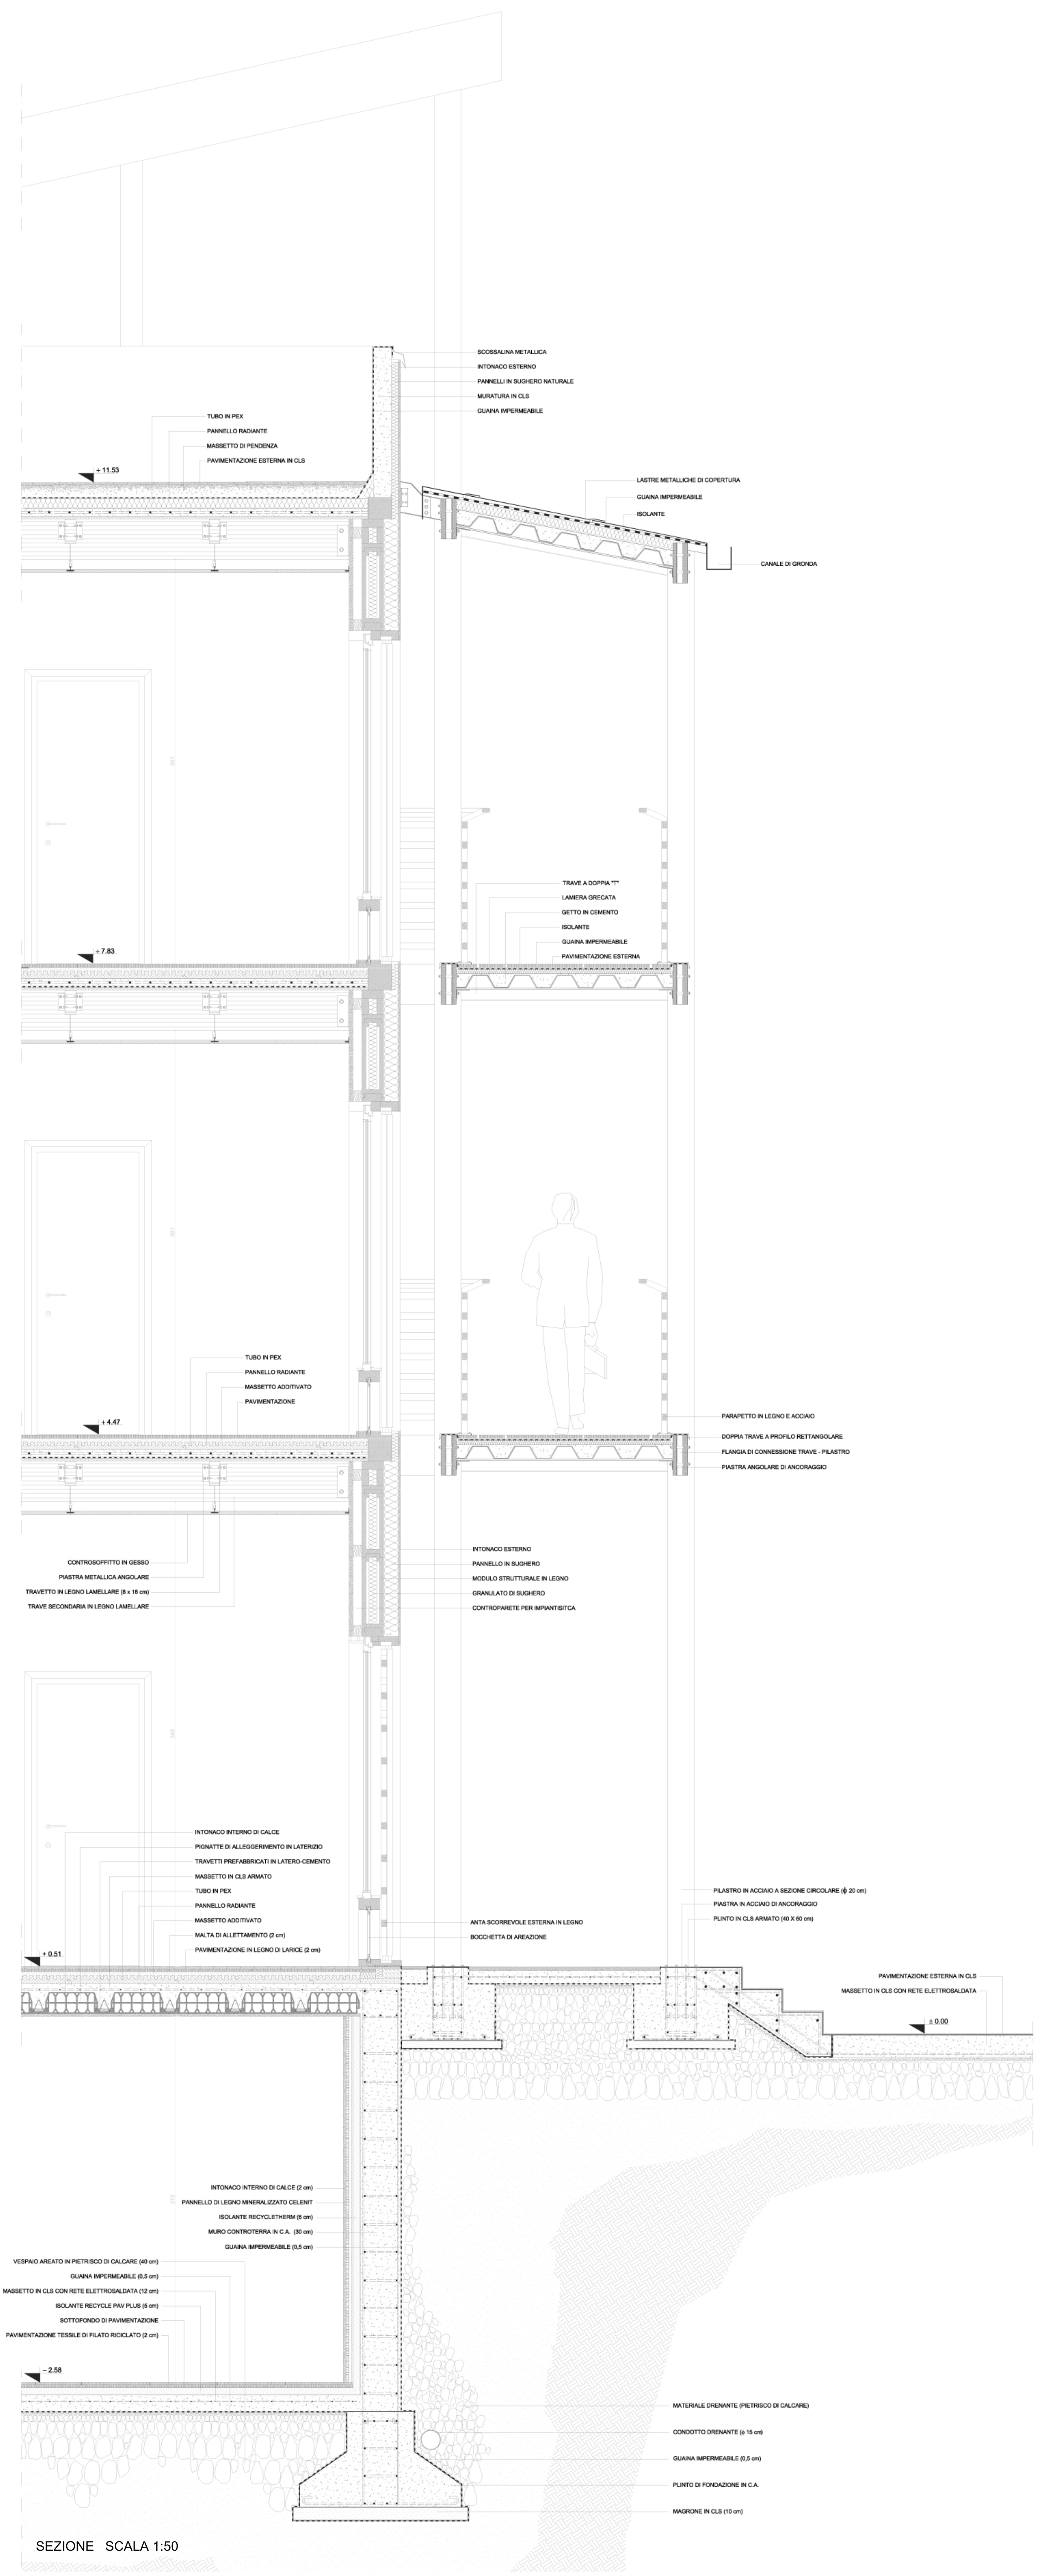 SCOSSALINA METALLICA
INTONACO ESTERNO
PANNELLI IN SUGHERO NATURALE
MURATURA IN CLS
GUAINA IMPERMEABILE
TUBO IN PEX
PANNELLO RADIANTE
MASSETTO DI PENDENZA
PAVIMENTAZIONE ESTERNA IN CLS
+ 11.53
LASTRE METALLICHE DI COPERTURA
GUAINA IMPERMEABILE
ISOLANTE
CANALE DI GRONDA
TRAVE A DOPPIA "T"
LAMIERA GRECATA
GETTO IN CEMENTO
ISOLANTE
GUAINA IMPERMEABILE
PAVIMENTAZIONE ESTERNA
+ 7.83
TUBO IN PEX
PANNELLO RADIANTE
MASSETTO ADDITIVATO
PAVIMENTAZIONE
+ 4.47
PARAPETTO IN LEGNO E ACCIAIO
DOPPIA TRAVE A PROFILO RETTANGOLARE
FLANGIA DI CONNESSIONE TRAVE - PILASTRO
PIASTRA ANGOLARE DI ANCORAGGIO
CONTROSOFFITTO IN GESSO
PIASTRA METALLICA ANGOLARE
TRAVETTO IN LEGNO LAMELLARE (8 x 18 cm)
TRAVE SECONDARIA IN LEGNO LAMELLARE
INTONACO ESTERNO
PANNELLO IN SUGHERO
MODULO STRUTTURALE IN LEGNO
GRANULATO DI SUGHERO
CONTROPARETE PER IMPIANTISITCA
INTONACO INTERNO DI CALCE
PIGNATTE DI ALLEGGERIMENTO IN LATERIZIO
TRAVETTI PREFABBRICATI IN LATERO-CEMENTO
MASSETTO IN CLS ARMATO
TUBO IN PEX
PANNELLO RADIANTE
MASSETTO ADDITIVATO
MALTA DI ALLETTAMENTO (2 cm)
PAVIMENTAZIONE IN LEGNO DI LARICE (2 cm)
+ 0.51
ANTA SCORREVOLE ESTERNA IN LEGNO
BOCCHETTA DI AREAZIONE
PILASTRO IN ACCIAIO A SEZIONE CIRCOLARE (ϕ 20 cm)
PIASTRA IN ACCIAIO DI ANCORAGGIO
PLINTO IN CLS ARMATO (40 X 60 cm)
PAVIMENTAZIONE ESTERNA IN CLS
MASSETTO IN CLS CON RETE ELETTROSALDATA
± 0.00
INTONACO INTERNO DI CALCE (2 cm)
PANNELLO DI LEGNO MINERALIZZATO CELENIT
ISOLANTE RECYCLETHERM (6 cm)
MURO CONTROTERRA IN C.A. (30 cm)
GUAINA IMPERMEABILE (0,5 cm)
VESPAIO AREATO IN PIETRISCO DI CALCARE (40 cm)
GUAINA IMPERMEABILE (0,5 cm)
MASSETTO IN CLS CON RETE ELETTROSALDATA (12 cm)
ISOLANTE RECYCLE PAV PLUS (5 cm)
SOTTOFONDO DI PAVIMENTAZIONE
PAVIMENTAZIONE TESSILE DI FILATO RICICLATO (2 cm)
− 2.58
MATERIALE DRENANTE (PIETRISCO DI CALCARE)
CONDOTTO DRENANTE (ϕ 15 cm)
GUAINA IMPERMEABILE (0,5 cm)
PLINTO DI FONDAZIONE IN C.A.
MAGRONE IN CLS (10 cm)
SEZIONE SCALA 1:50